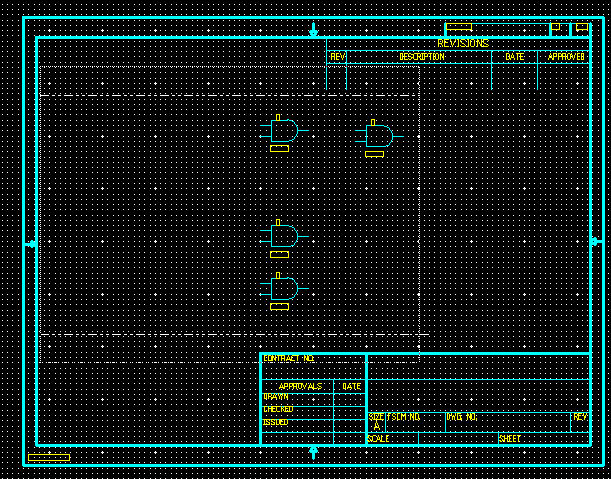 REVISIONS
REV DESCRIPTION DATE APPROVED
CONTRACT NO.
APPROVALS DATE
DRAWN
CHECKED
ISSUED
SIZE FSCM NO. DWG. NO. REV
A
SCALE SHEET